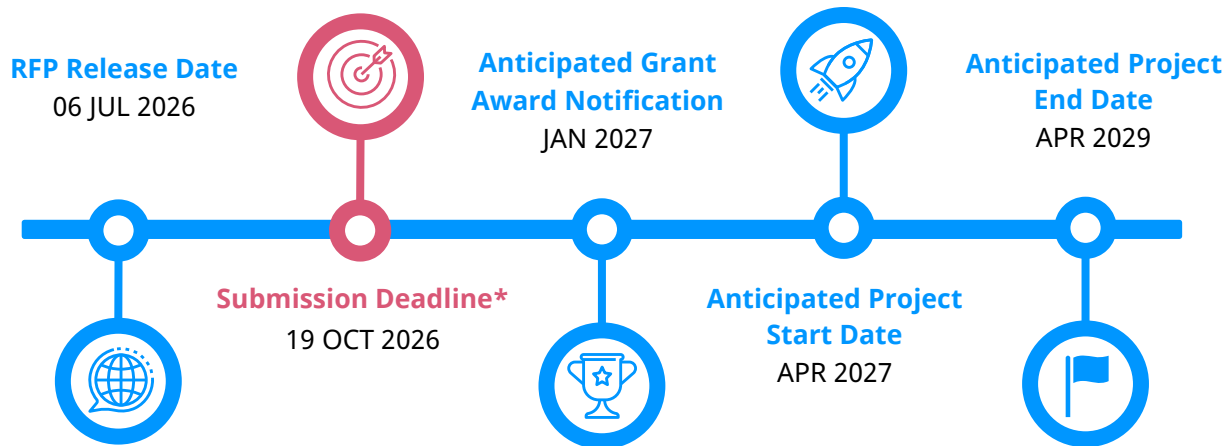 RFP Release Date
06 JUL 2026
Submission Deadline*
19 OCT 2026
Anticipated Grant
Award Notification
JAN 2027
Anticipated Project
Start Date
APR 2027
Anticipated Project
End Date
APR 2029